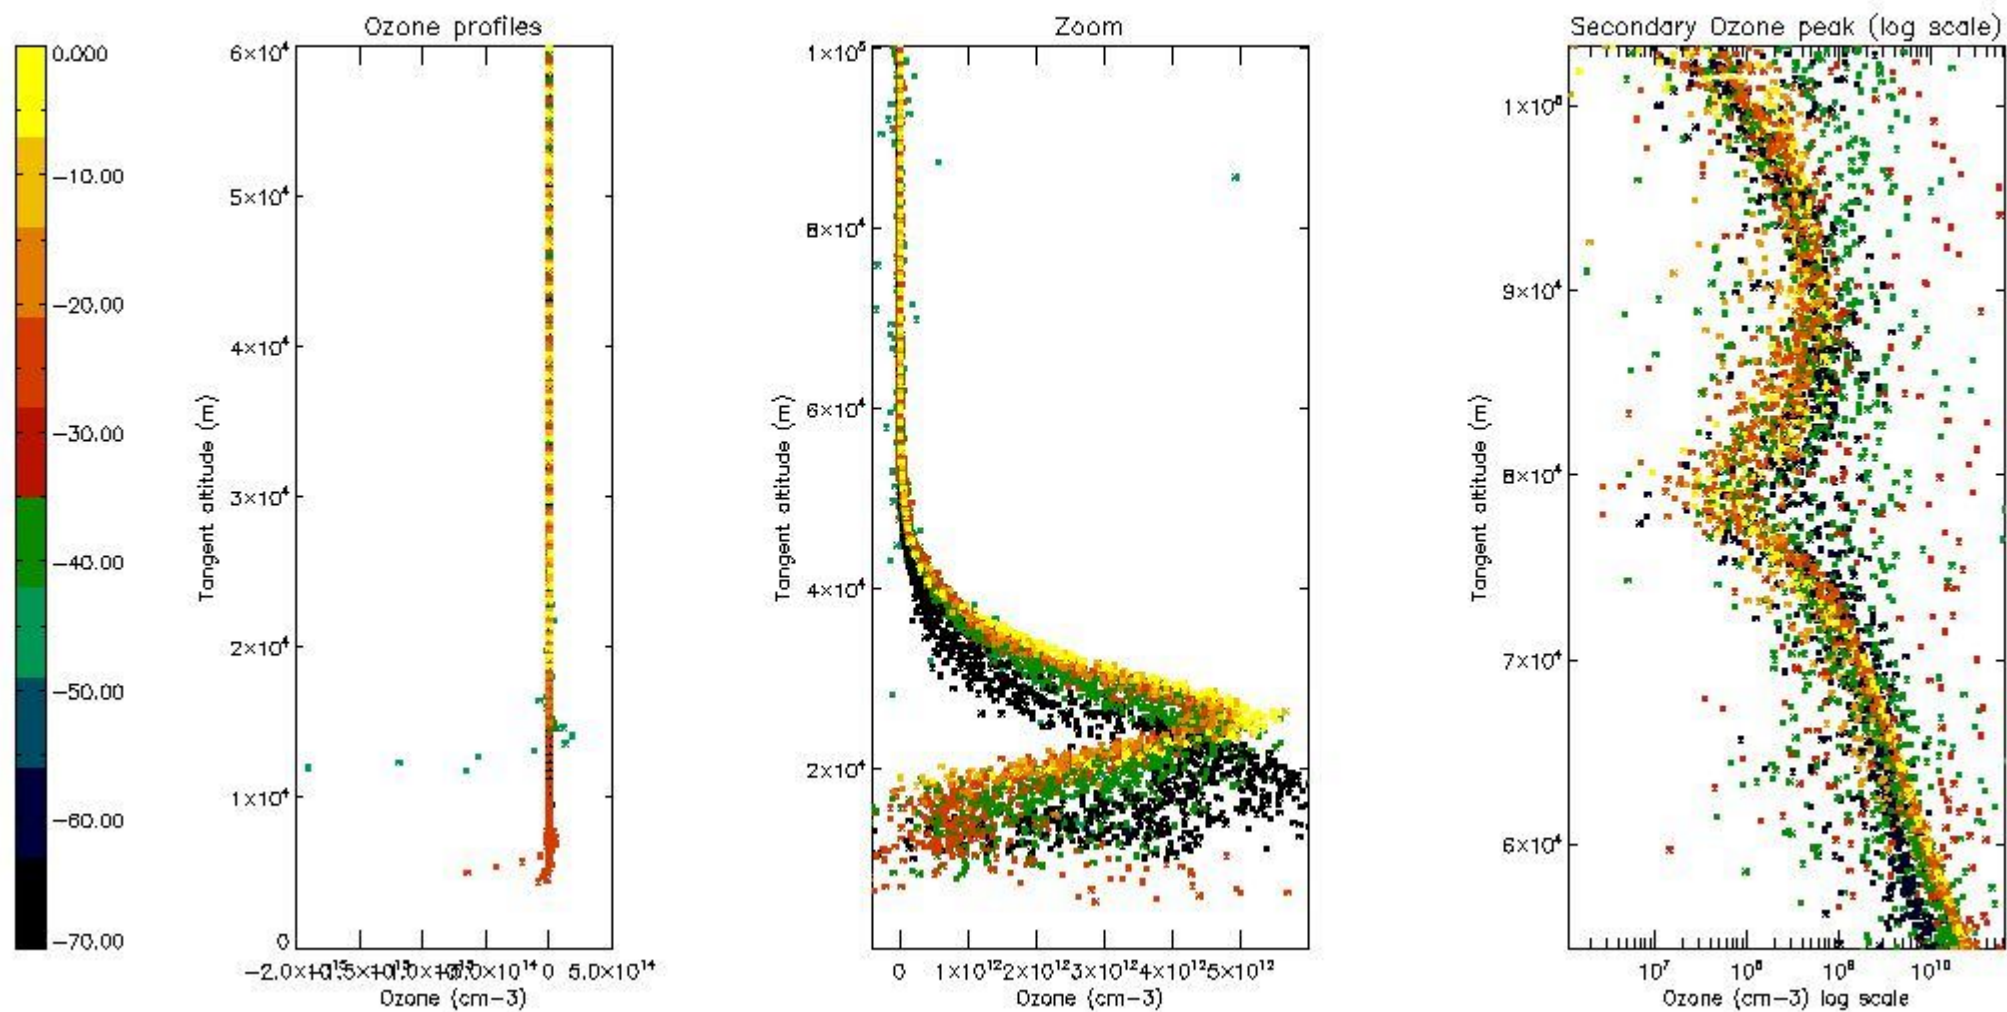 Ozone profiles
Zoom
Secondary Ozone peak (log scale)
0.000
−10.00
−20.00
−30.00
−40.00
−50.00
−60.00
−70.00
6×10⁴
5×10⁴
4×10⁴
3×10⁴
2×10⁴
1×10⁴
0
Tangent altitude (m)
0 5.0×10¹⁴
Ozone (cm−3)
1×10⁵
8×10⁴
6×10⁴
4×10⁴
2×10⁴
Tangent altitude (m)
0 1×10¹² 2×10¹² 3×10¹² 4×10¹² 5×10¹²
Ozone (cm−3)
9×10⁴
8×10⁴
7×10⁴
6×10⁴
Tangent altitude (m)
10⁷ 10¹⁰
Ozone (cm−3) log scale